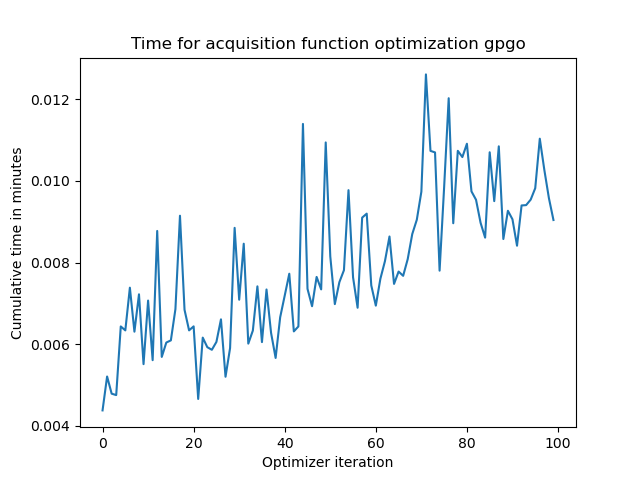 Time for acquisition function optimization gpgo
Cumulative time in minutes
0.012
0.010
0.008
0.006
0.004
0 20 40 60 80 100
Optimizer iteration